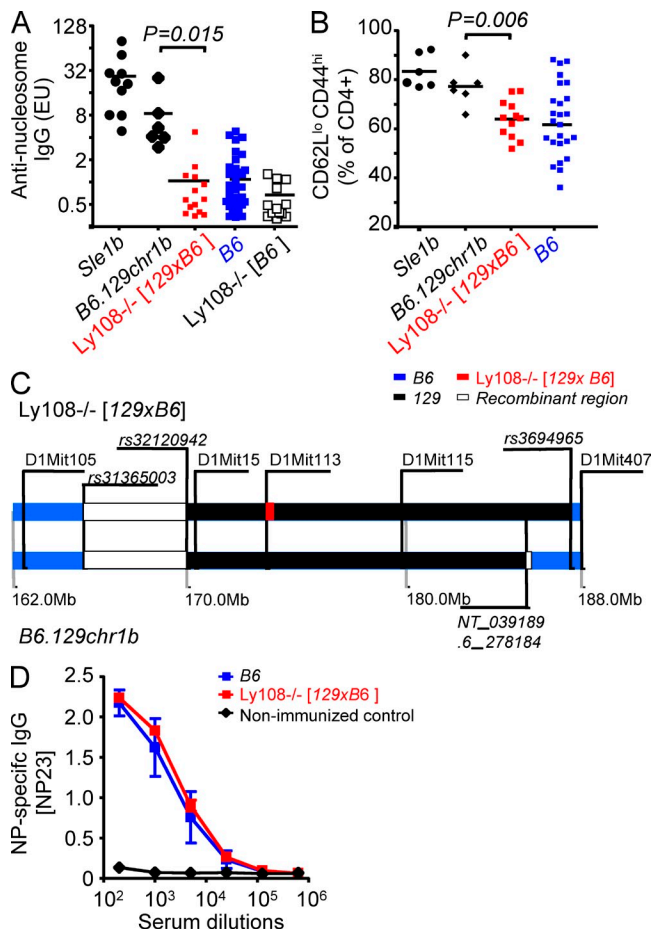 A
Anti-nucleosome
IgG (EU)
128
32
8
2
0.5
P=0.015
Sle1b
B6.129chr1b
Ly108-/- [129xB6 ]
B6
Ly108-/- [B6 ]
B
CD62Llo CD44hi
(% of CD4+)
100
80
60
40
20
P=0.006
Sle1b
B6.129chr1b
Ly108-/- [129xB6 ]
B6
C
B6
Ly108-/- [129x B6]
129
Recombinant region
Ly108-/- [129xB6]
rs32120942
rs3694965
D1Mit105
D1Mit15
D1Mit113
D1Mit115
D1Mit407
rs31365003
162.0Mb
170.0Mb
180.0Mb
188.0Mb
NT_039189
.6_278184
B6.129chr1b
D
B6
Ly108-/- [129xB6 ]
Non-immunized control
NP-specifc IgG
[NP23]
2.5
2.0
1.5
1.0
0.5
0
10² 10³ 10⁴ 10⁵ 10⁶
Serum dilutions